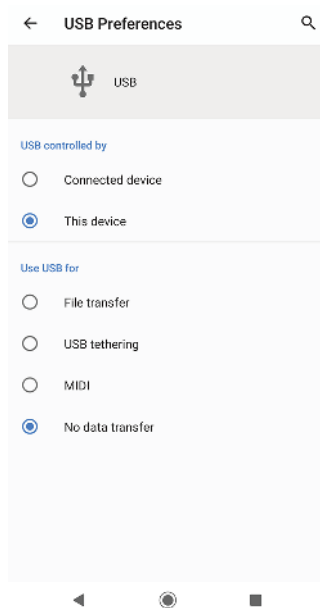 USB Preferences
USB
USB controlled by
Connected device
This device
Use USB for
File transfer
USB tethering
MIDI
No data transfer